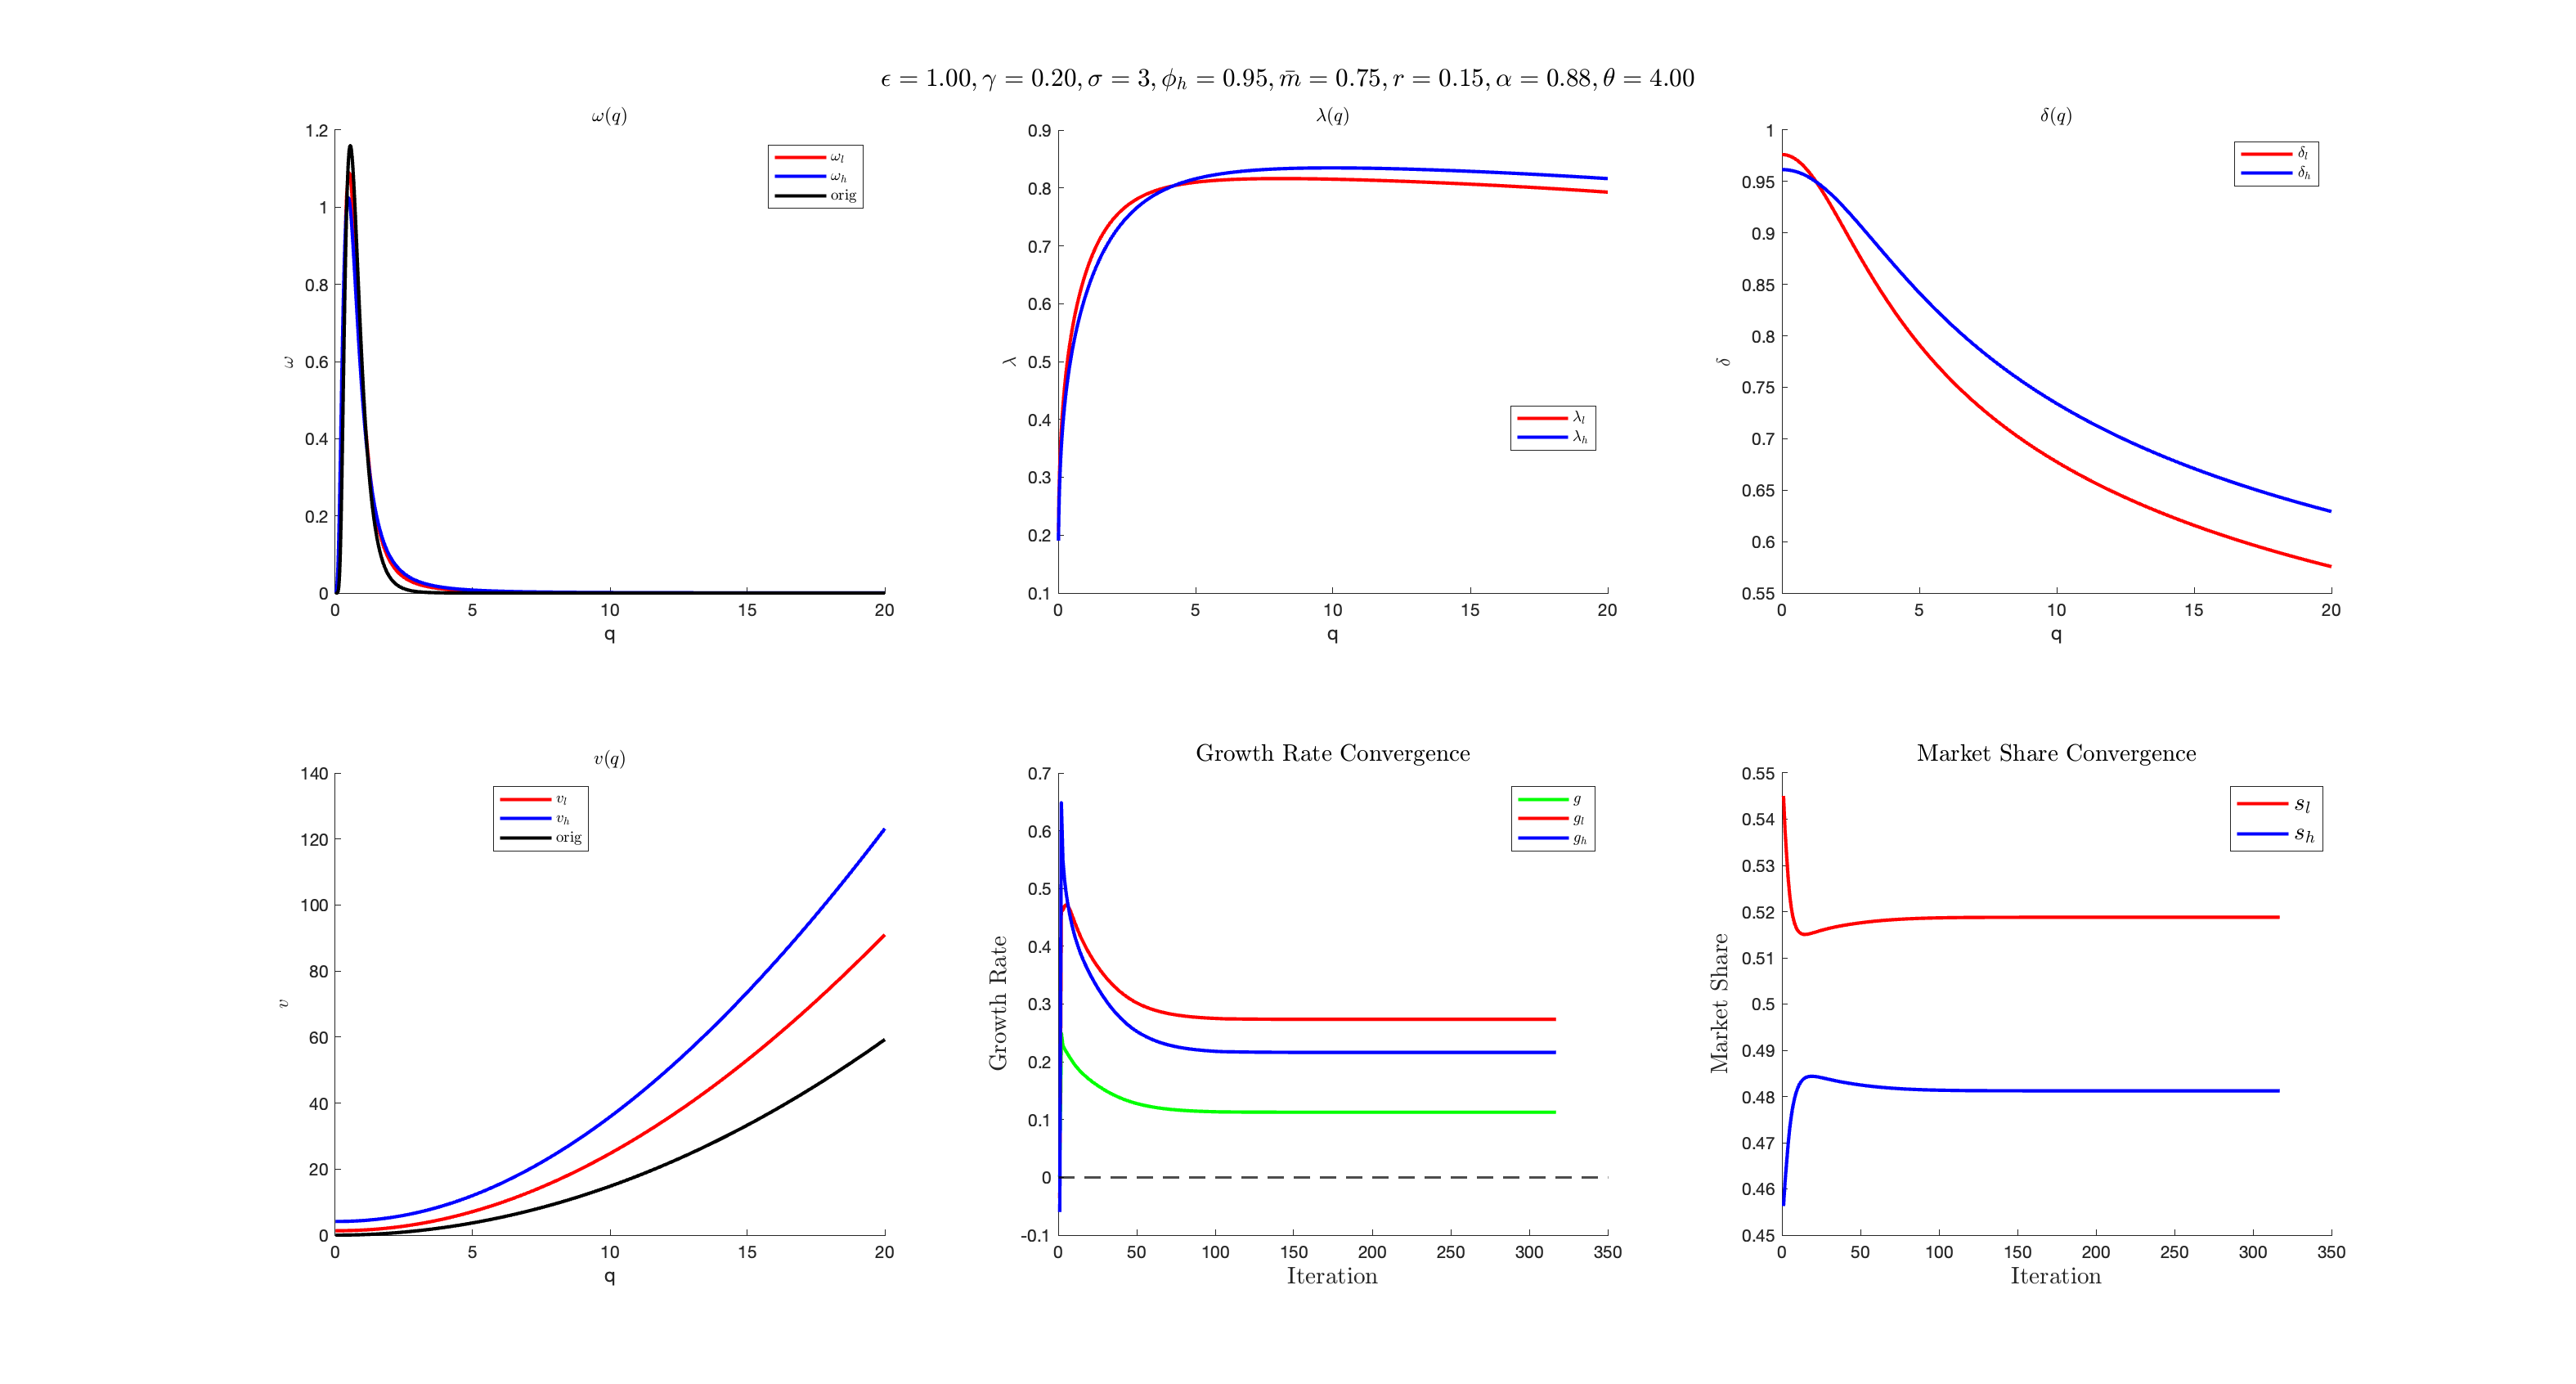 ϵ = 1.00, γ = 0.20, σ = 3, ϕ_h = 0.95, m̄ = 0.75, r = 0.15, α = 0.88, θ = 4.00
ω(q)
1.2
1
0.8
0.6
0.4
0.2
0
ω
0 5 10 15 20
q
ω_l
ω_h
orig
λ(q)
0.9
0.8
0.7
0.6
0.5
0.4
0.3
0.2
0.1
λ
0 5 10 15 20
q
λ_l
λ_h
δ(q)
1
0.95
0.9
0.85
0.8
0.75
0.7
0.65
0.6
0.55
δ
0 5 10 15 20
q
δ_l
δ_h
v(q)
140
120
100
80
60
40
20
0
v
0 5 10 15 20
q
v_l
v_h
orig
Growth Rate Convergence
0.7
0.6
0.5
0.4
0.3
0.2
0.1
0
-0.1
Growth Rate
0 50 100 150 200 250 300 350
Iteration
g
g_l
g_h
Market Share Convergence
0.55
0.54
0.53
0.52
0.51
0.5
0.49
0.48
0.47
0.46
0.45
Market Share
0 50 100 150 200 250 300 350
Iteration
s_l
s_h